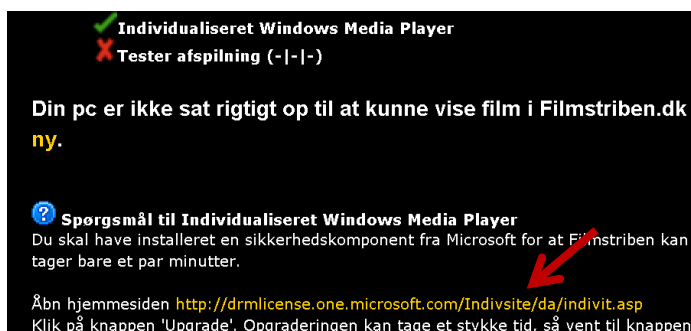 Individualiseret Windows Media Player
Tester afspilning (-|-|-)
Din pc er ikke sat rigtigt op til at kunne vise film i Filmstriben.dk
ny.
? Spørgsmål til Individualiseret Windows Media Player
Du skal have installeret en sikkerhedskomponent fra Microsoft for at Filmstriben kan
tager bare et par minutter.
Åbn hjemmesiden http://drmlicense.one.microsoft.com/Indivsite/da/indivit.asp
Klik på knappen 'Upgrade'. Opgraderingen kan tage et stykke tid, så vent til knappen